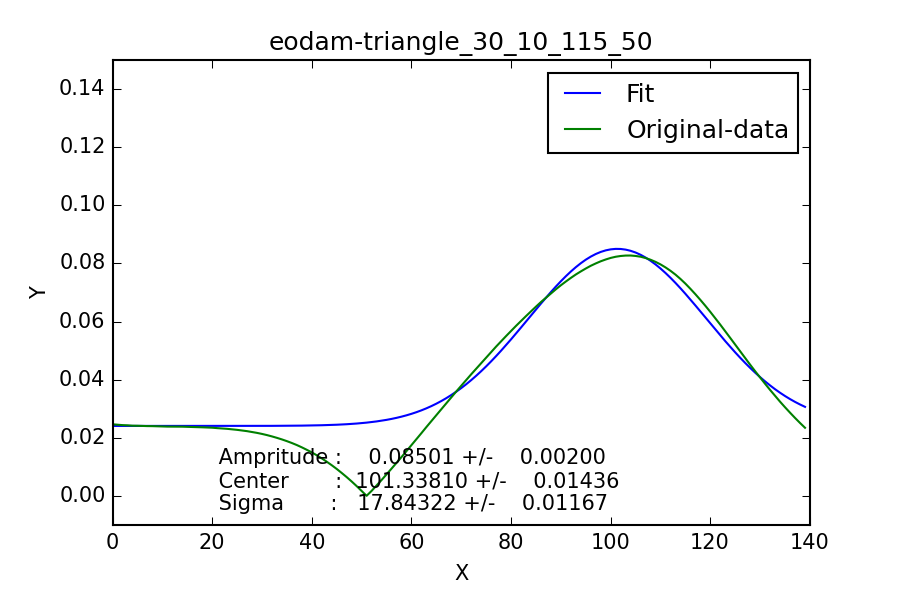 eodam-triangle_30_10_115_50
Fit
Original-data
0.14
0.12
0.10
0.08
0.06
0.04
0.02
0.00
Y
Ampritude : 0.08501 +/- 0.00200
Center : 101.33810 +/- 0.01436
Sigma : 17.84322 +/- 0.01167
0 20 40 60 80 100 120 140
X